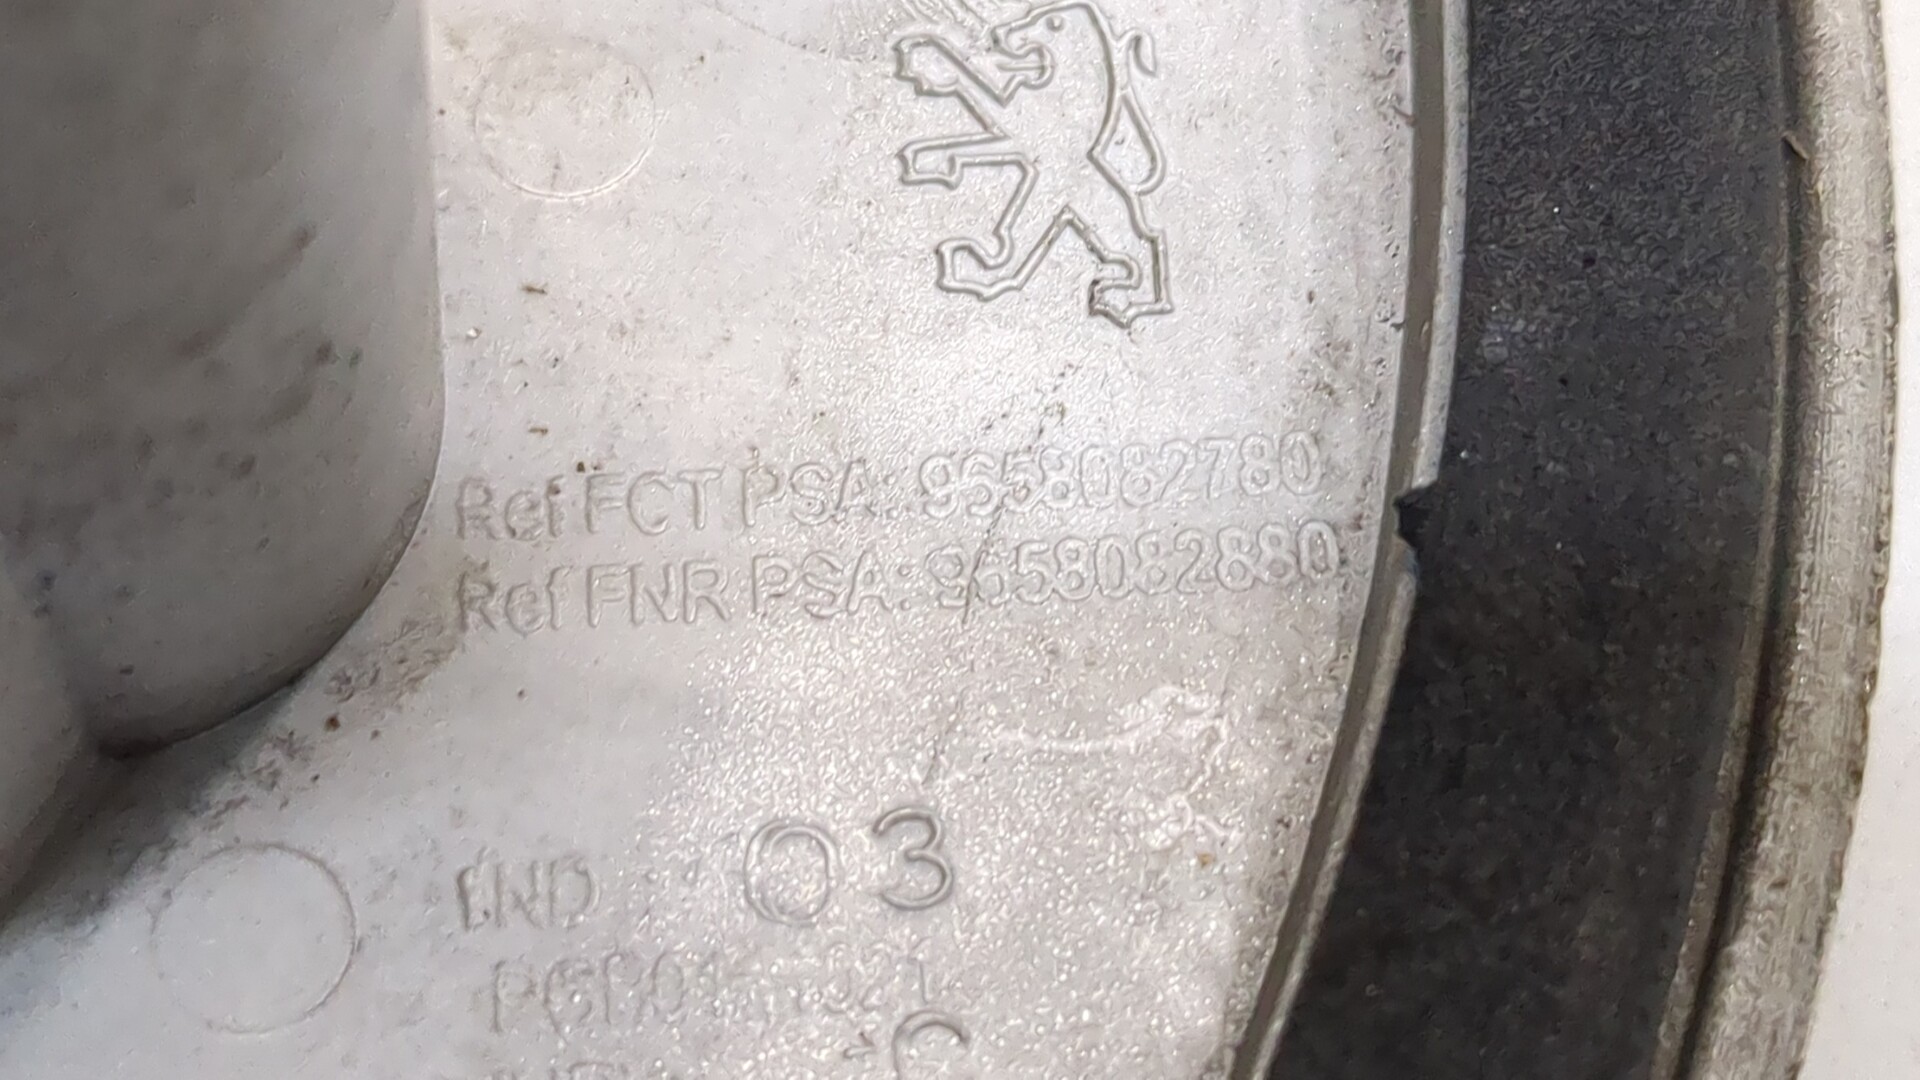 Ref FCT PSA: 9658082780
Ref FNR PSA: 9658082880
IND 03